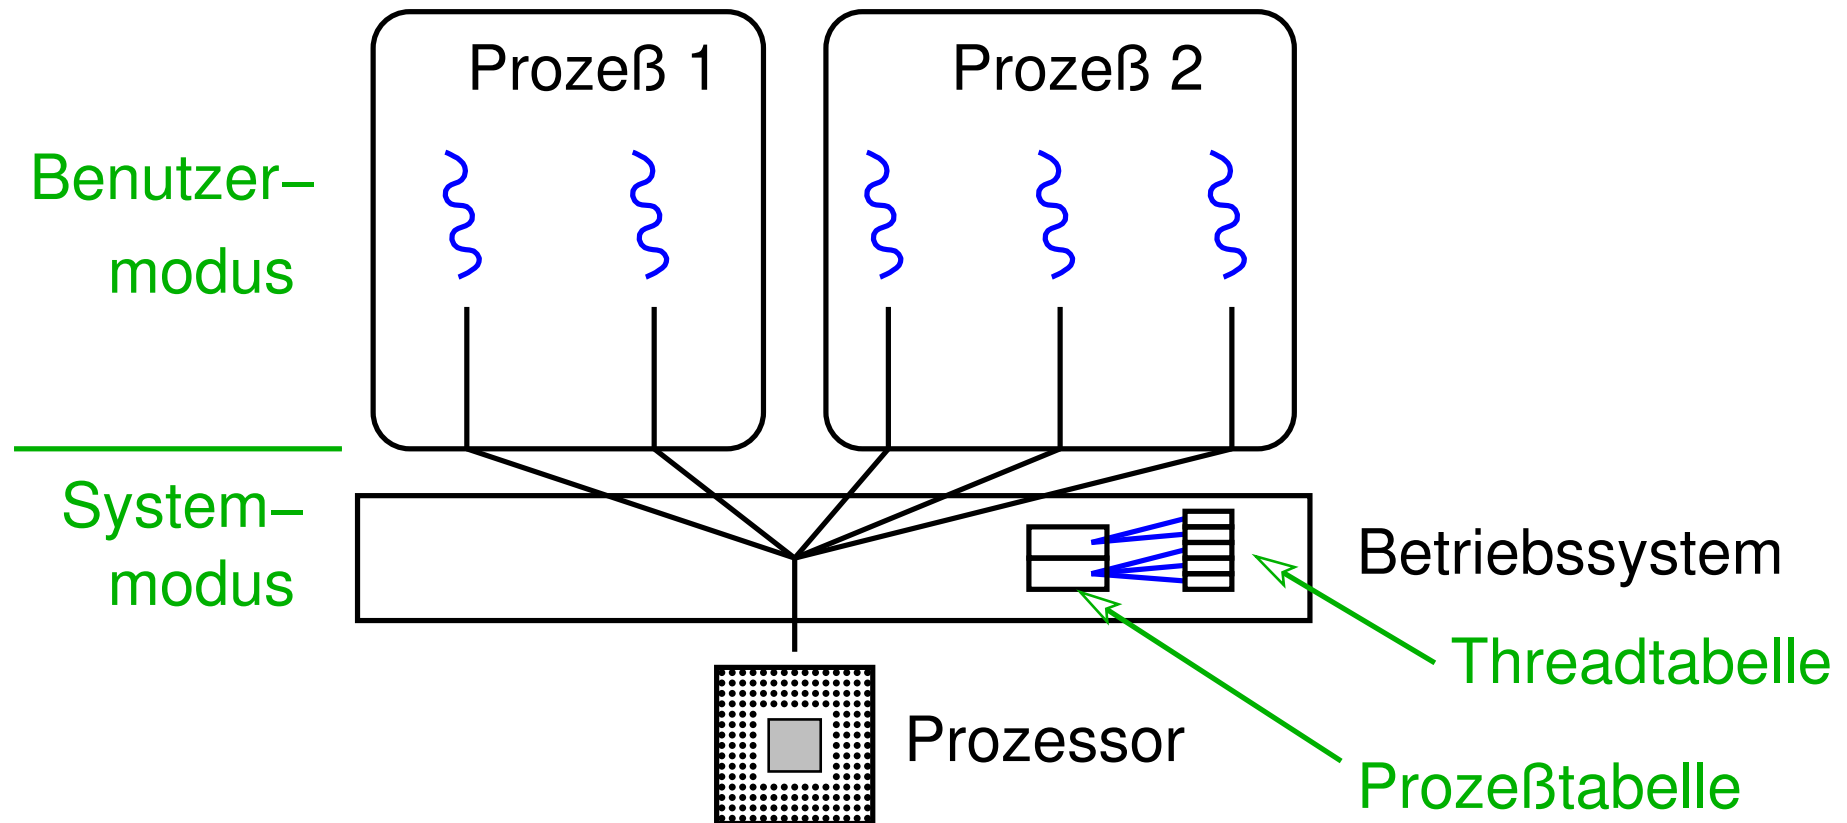 Prozeß 1
Prozeß 2
Benutzer–
modus
System–
modus
Betriebssystem
Threadtabelle
Prozessor
Prozeßtabelle